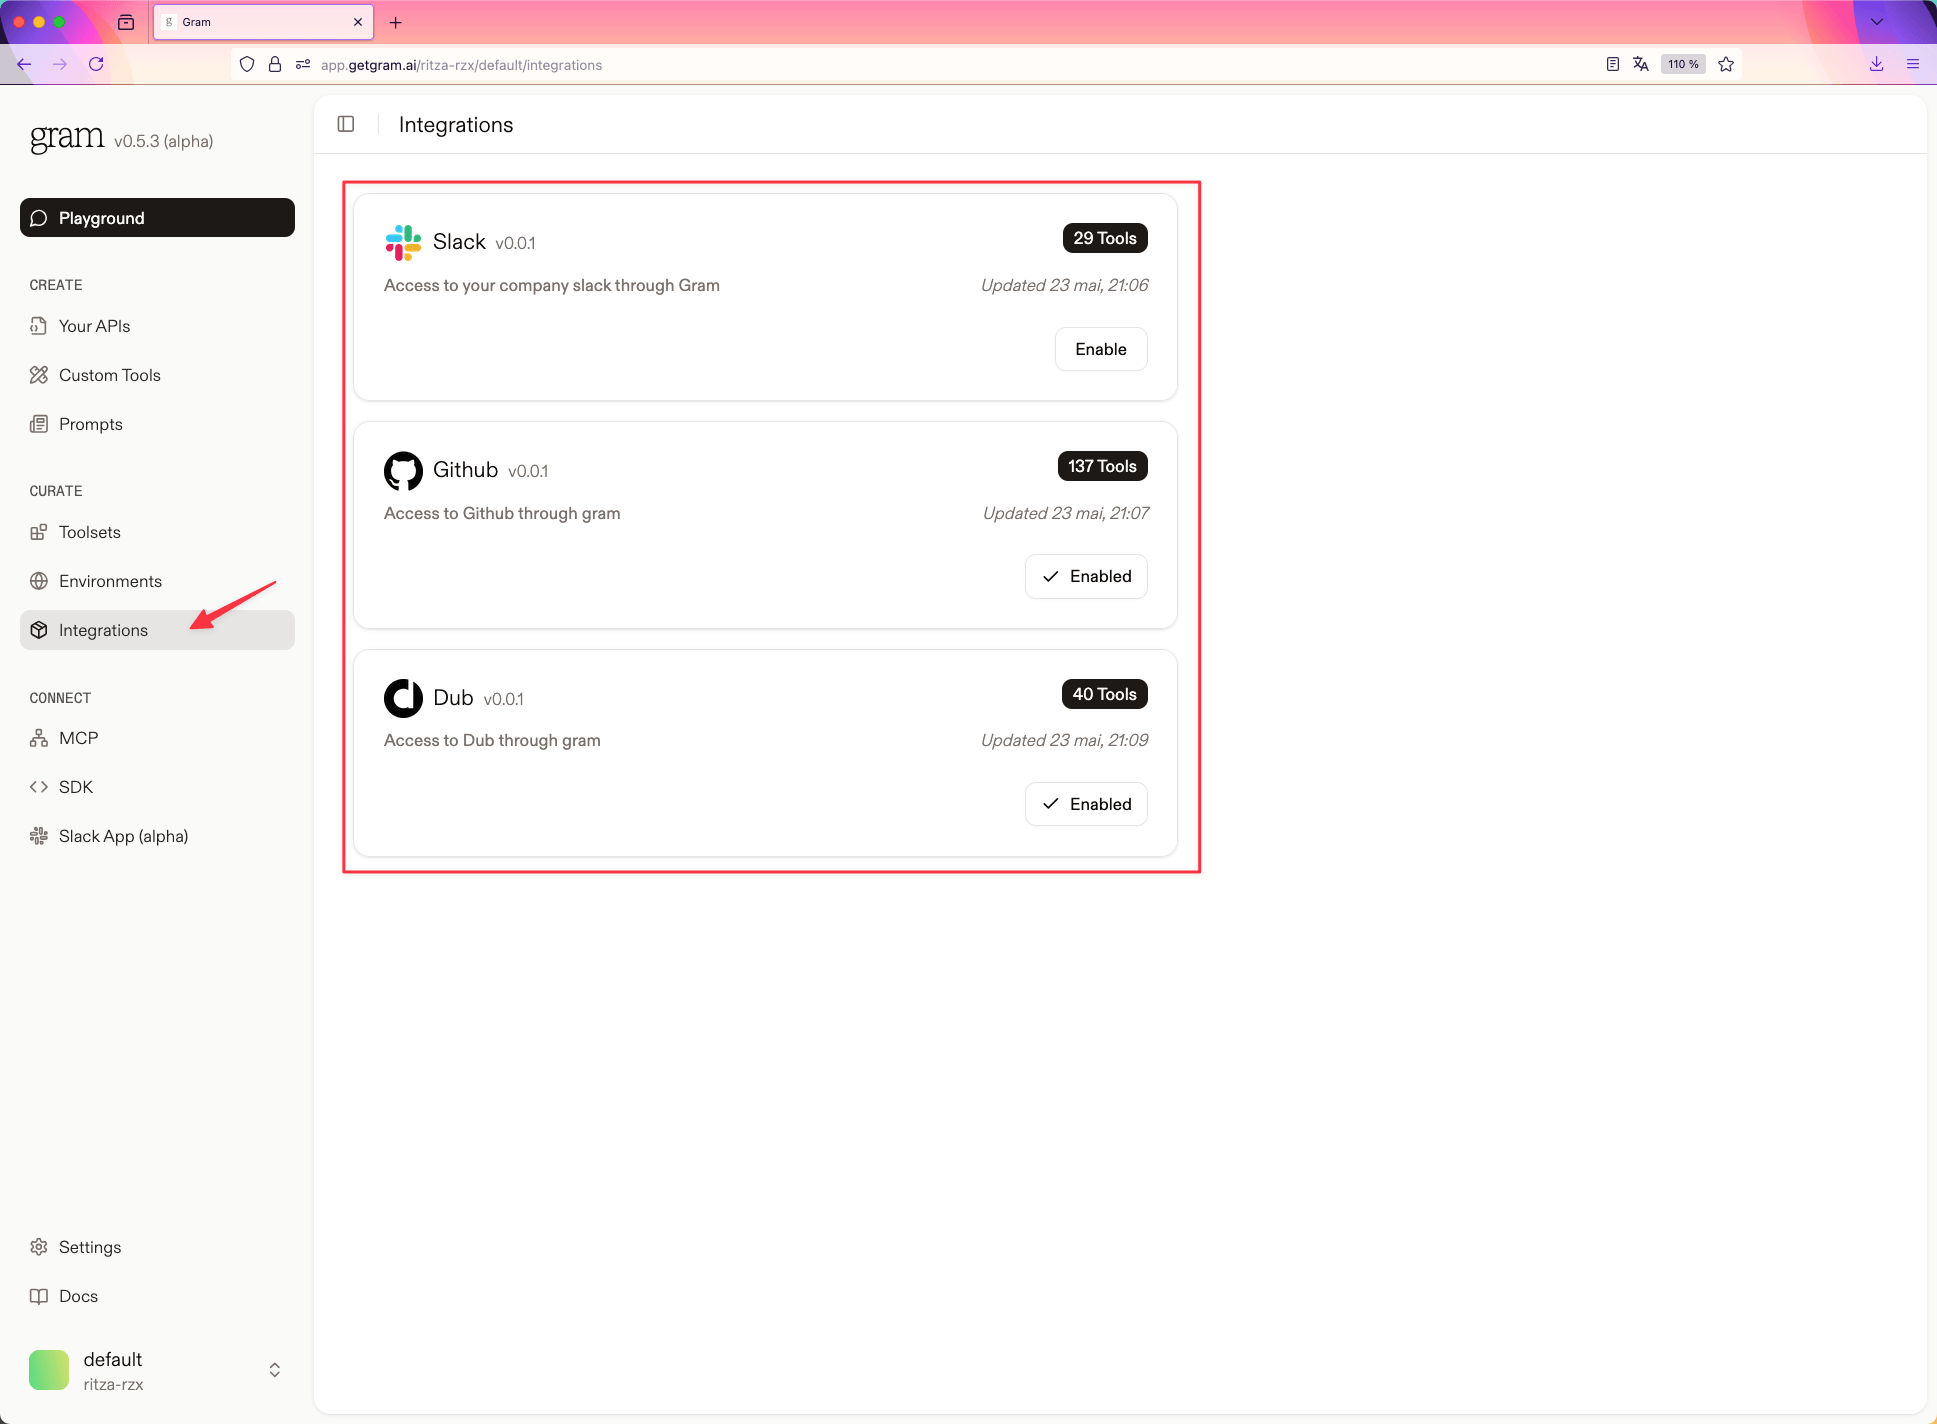 g Gram
app.getgram.ai/ritza-rzx/default/integrations
110 %
gram v0.5.3 (alpha)
Playground
CREATE
Your APIs
Custom Tools
Prompts
CURATE
Toolsets
Environments
Integrations
CONNECT
MCP
SDK
Slack App (alpha)
Settings
Docs
default
ritza-rzx
Integrations
Slack v0.0.1
29 Tools
Access to your company slack through Gram
Updated 23 mai, 21:06
Enable
Github v0.0.1
137 Tools
Access to Github through gram
Updated 23 mai, 21:07
Enabled
Dub v0.0.1
40 Tools
Access to Dub through gram
Updated 23 mai, 21:09
Enabled